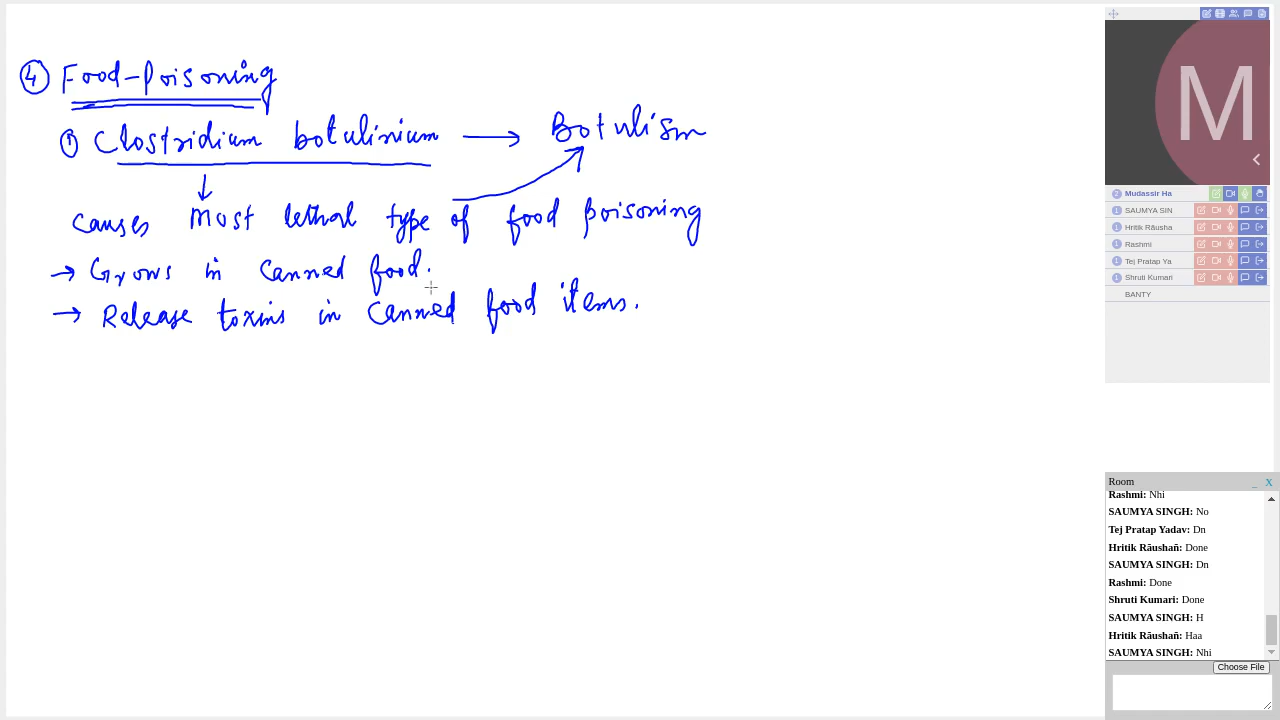 ④ Food-Poisoning
① Clostridium botulinium → Botulism
↓
Causes Most lethal type of food poisoning
→ Grows in canned food.
→ Release toxins in canned food items.
M
Mudassir Ha
SAUMYA SIN
Hritik Râusha
Rashmi
Tej Pratap Ya
Shruti Kumari
BANTY
Room _ X
Rashmi: Nhi
SAUMYA SINGH: No
Tej Pratap Yadav: Dn
Hritik Rāushañ: Done
SAUMYA SINGH: Dn
Rashmi: Done
Shruti Kumari: Done
SAUMYA SINGH: H
Hritik Rāushañ: Haa
SAUMYA SINGH: Nhi
Choose File